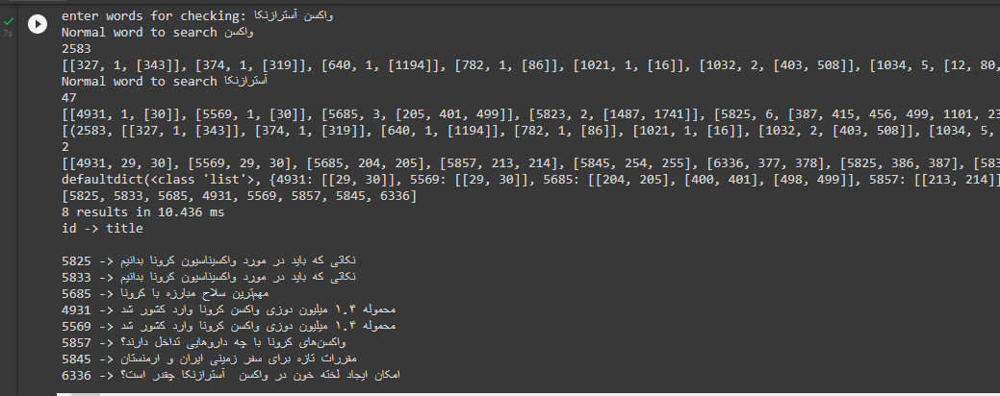 enter words for checking: واکسن آسترازنکا
Normal word to search واکسن
7s
2583
[[327, 1, [343]], [374, 1, [319]], [640, 1, [1194]], [782, 1, [86]], [1021, 1, [16]], [1032, 2, [403, 508]], [1034, 5, [12, 80,
Normal word to search آسترازنکا
47
[[4931, 1, [30]], [5569, 1, [30]], [5685, 3, [205, 401, 499]], [5823, 2, [1487, 1741]], [5825, 6, [387, 415, 456, 499, 1101, 23
[(2583, [[327, 1, [343]], [374, 1, [319]], [640, 1, [1194]], [782, 1, [86]], [1021, 1, [16]], [1032, 2, [403, 508]], [1034, 5,
2
[[4931, 29, 30], [5569, 29, 30], [5685, 204, 205], [5857, 213, 214], [5845, 254, 255], [6336, 377, 378], [5825, 386, 387], [583
defaultdict(<class 'list'>, {4931: [[29, 30]], 5569: [[29, 30]], 5685: [[204, 205], [400, 401], [498, 499]], 5857: [[213, 214]]
[5825, 5833, 5685, 4931, 5569, 5857, 5845, 6336]
8 results in 10.436 ms
id -> title
5825 -> نکاتی که باید در مورد واکسیناسیون کرونا بدانیم
5833 -> نکاتی که باید در مورد واکسیناسیون کرونا بدانیم
5685 -> مهم‌ترین سلاح مبارزه با کرونا
4931 -> محموله ۱.۴ میلیون دوزی واکسن کرونا وارد کشور شد
5569 -> محموله ۱.۴ میلیون دوزی واکسن کرونا وارد کشور شد
5857 -> واکسن‌های کرونا با چه داروهایی تداخل دارند؟
5845 -> مقررات تازه برای سفر زمینی ایران و ارمنستان
6336 -> امکان ایجاد لخته خون در واکسن  آسترازنکا چقدر است؟